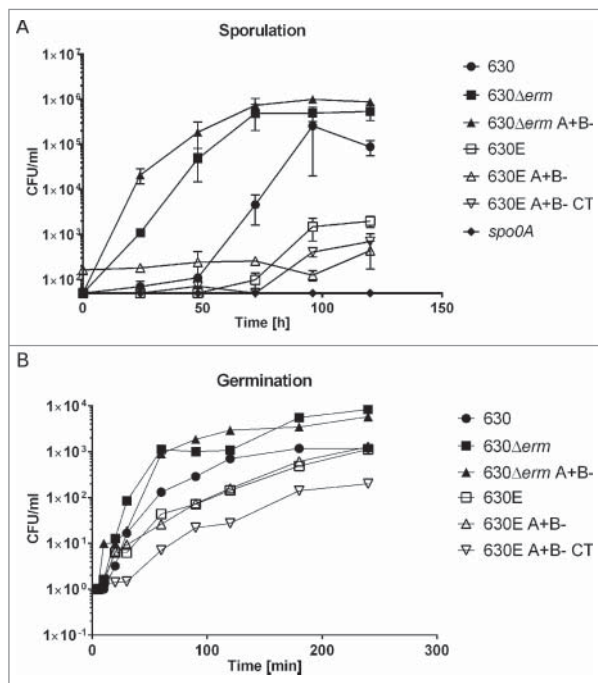 A
Sporulation
1×10⁷
1×10⁶
1×10⁵
1×10⁴
1×10³
1×10²
CFU/ml
0
50
100
150
Time [h]
630
630Δerm
630Δerm A+B-
630E
630E A+B-
630E A+B- CT
spo0A
B
Germination
1×10⁴
1×10³
1×10²
1×10¹
1×10⁰
1×10⁻¹
CFU/ml
0
100
200
300
Time [min]
630
630Δerm
630Δerm A+B-
630E
630E A+B-
630E A+B- CT